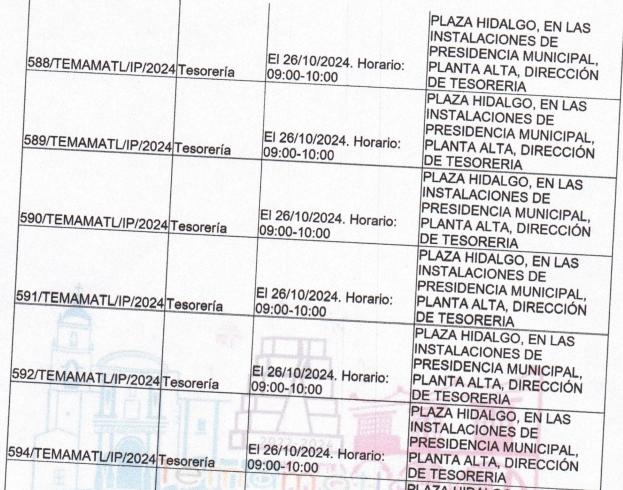 PLAZA HIDALGO, EN LAS
INSTALACIONES DE
PRESIDENCIA MUNICIPAL,
PLANTA ALTA, DIRECCIÓN
DE TESORERIA
588/TEMAMATL/IP/2024 Tesorería
El 26/10/2024. Horario:
09:00-10:00
PLAZA HIDALGO, EN LAS
INSTALACIONES DE
PRESIDENCIA MUNICIPAL,
PLANTA ALTA, DIRECCIÓN
DE TESORERIA
589/TEMAMATL/IP/2024 Tesorería
El 26/10/2024. Horario:
09:00-10:00
PLAZA HIDALGO, EN LAS
INSTALACIONES DE
PRESIDENCIA MUNICIPAL,
PLANTA ALTA, DIRECCIÓN
DE TESORERIA
590/TEMAMATL/IP/2024 Tesorería
El 26/10/2024. Horario:
09:00-10:00
PLAZA HIDALGO, EN LAS
INSTALACIONES DE
PRESIDENCIA MUNICIPAL,
PLANTA ALTA, DIRECCIÓN
DE TESORERIA
591/TEMAMATL/IP/2024 Tesorería
El 26/10/2024. Horario:
09:00-10:00
PLAZA HIDALGO, EN LAS
INSTALACIONES DE
PRESIDENCIA MUNICIPAL,
PLANTA ALTA, DIRECCIÓN
DE TESORERIA
592/TEMAMATL/IP/2024 Tesorería
El 26/10/2024. Horario:
09:00-10:00
PLAZA HIDALGO, EN LAS
INSTALACIONES DE
PRESIDENCIA MUNICIPAL,
PLANTA ALTA, DIRECCIÓN
DE TESORERIA
594/TEMAMATL/IP/2024 Tesorería
El 26/10/2024. Horario:
09:00-10:00
2022-2024